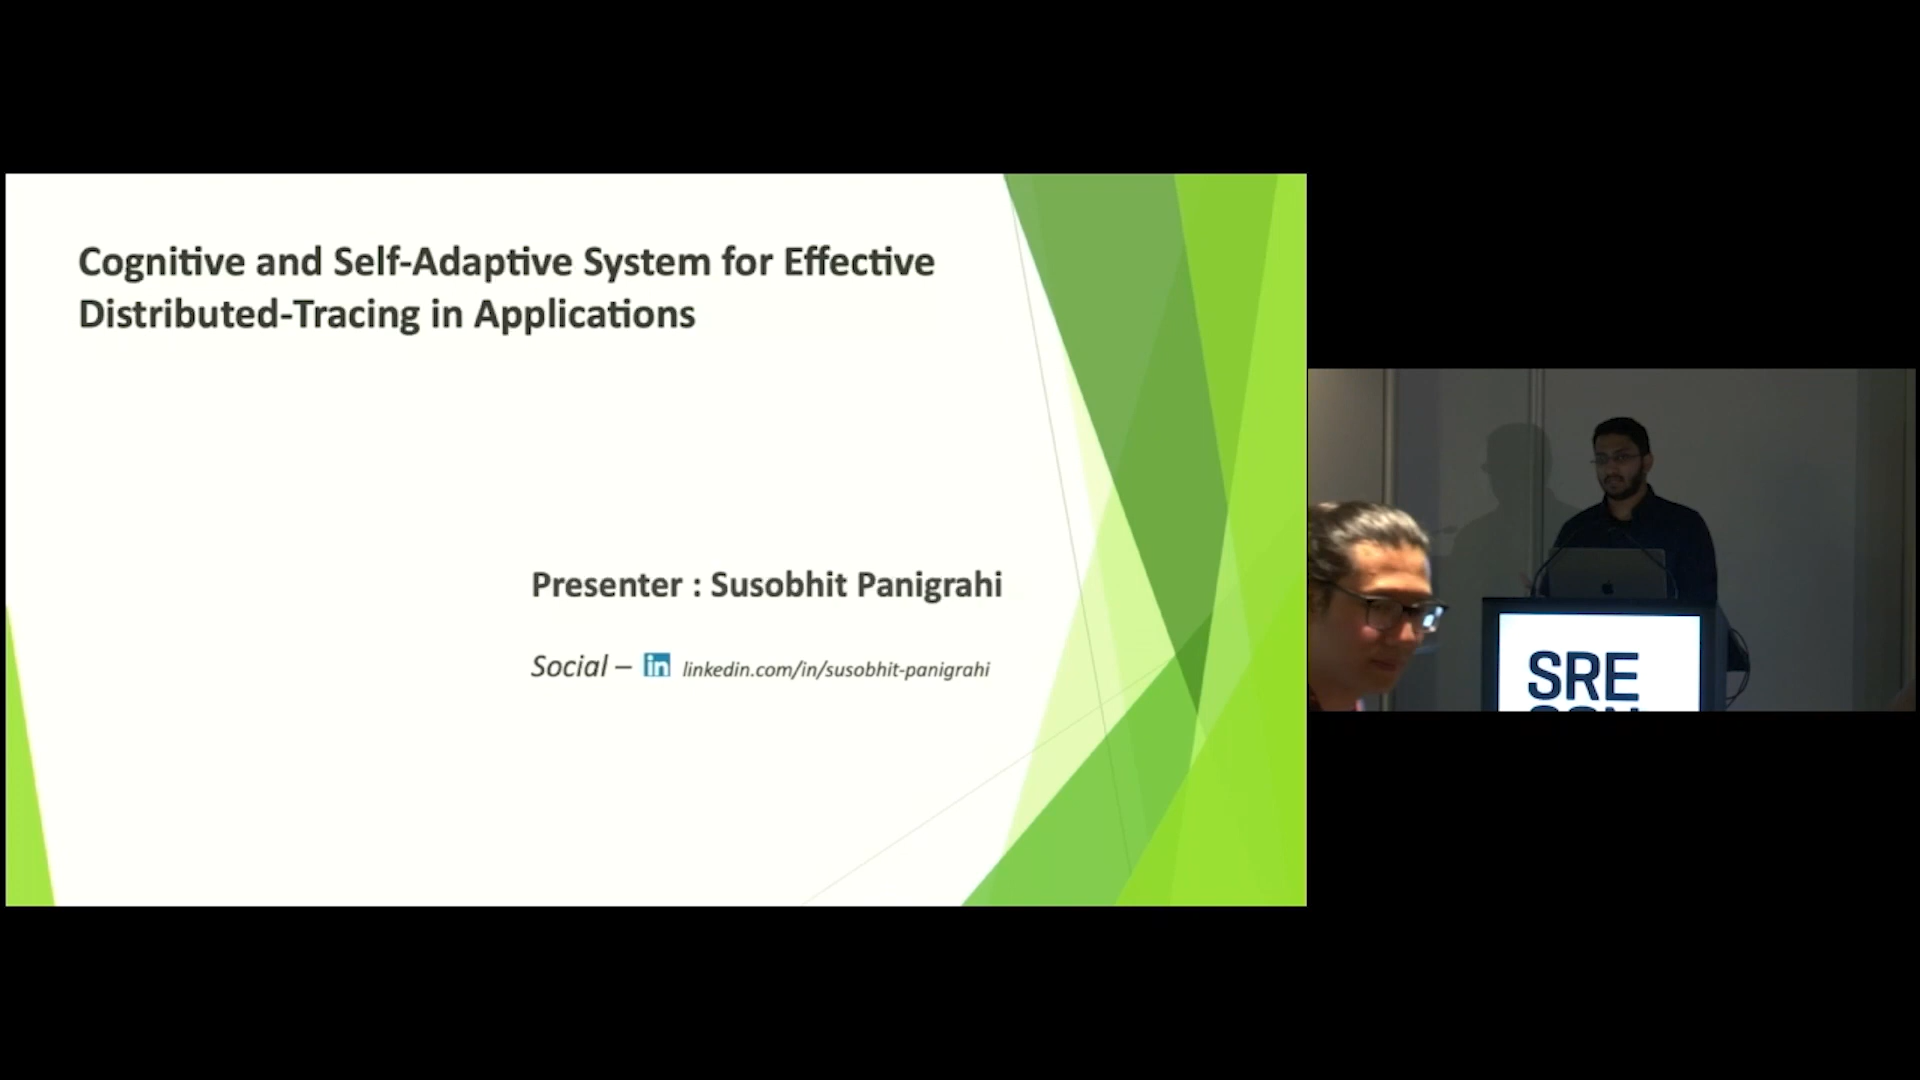 Cognitive and Self-Adaptive System for Effective
Distributed-Tracing in Applications
Presenter : Susobhit Panigrahi
Social – in linkedin.com/in/susobhit-panigrahi
SRE